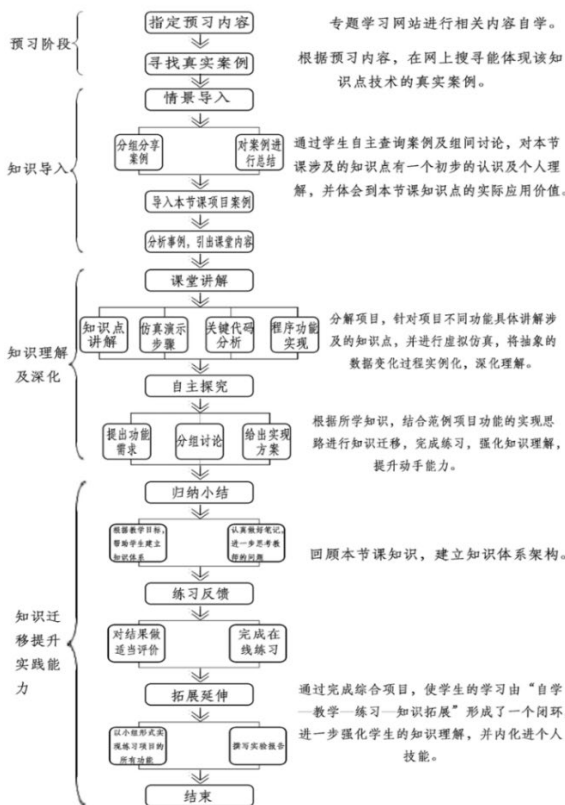 指定预习内容
专题学习网站进行相关内容自学。
预习阶段
寻找真实案例
根据预习内容，在网上搜寻能体现该知
识点技术的真实案例。
情景导入
分组分享
案例
对案例进
行总结
知识导入
通过学生自主查询案例及组间讨论，对本节
课涉及的知识点有一个初步的认识及个人理
解，并体会到本节课知识点的实际应用价值。
导入本节课项目案例
分析事例，引出课堂内容
课堂讲解
知识点
讲解
仿真演示
步骤
关键代码
分析
程序功能
实现
知识理解
及深化
分解项目，针对项目不同功能具体讲解涉
及的知识点，并进行虚拟仿真，将抽象的
数据变化过程实例化，深化理解。
自主探究
提出功能
需求
分组讨论
给出实现
方案
根据所学知识，结合范例项目功能的实现思
路进行知识迁移，完成练习，强化知识理解，
提升动手能力。
归纳小结
根据教学目标，
帮助学生建立
知识体系
认真做好笔记，
进一步思考教
师的问题
回顾本节课知识，建立知识体系架构。
练习反馈
知识迁
移提升
实践能
力
对结果做
适当评价
完成在
线练习
拓展延伸
以小组形式实
现练习项目的
所有功能
撰写实验报告
通过完成综合项目，使学生的学习由“自学
—教学—练习—知识拓展”形成了一个闭环
进一步强化学生的知识理解，并内化进个人
技能。
结束